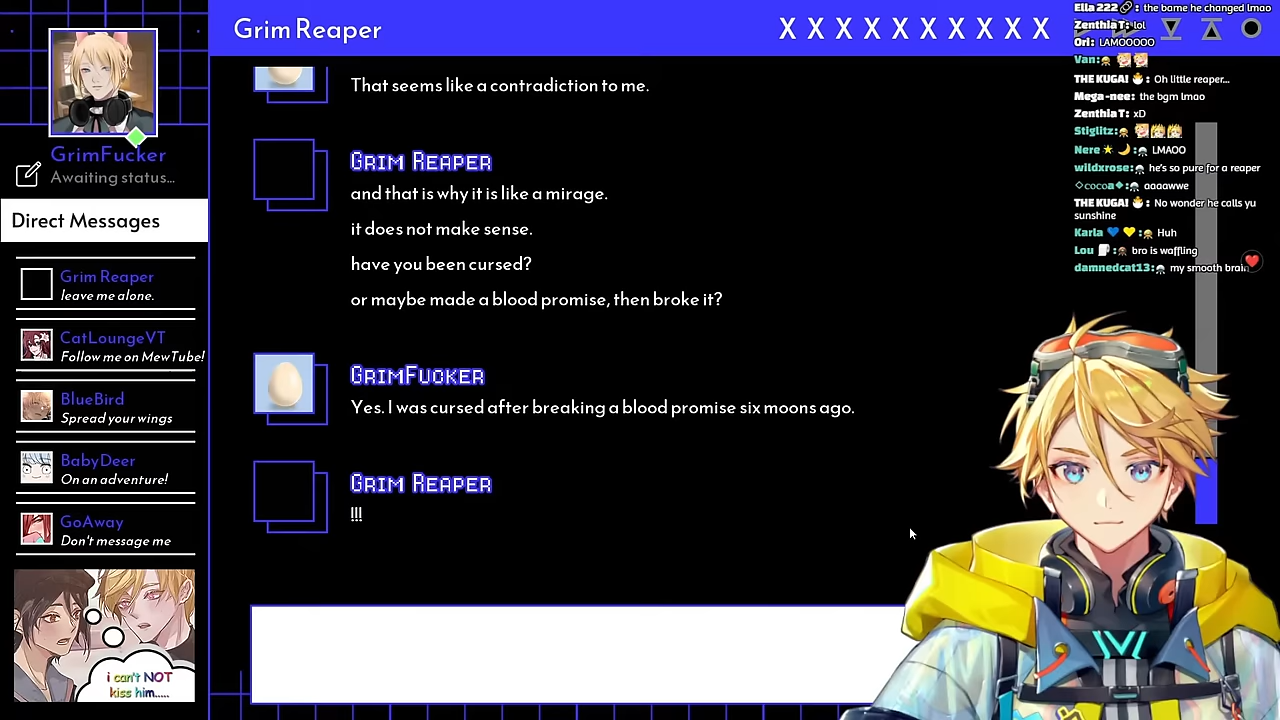 GrimFucker
Awaiting status...
Direct Messages
Grim Reaper
leave me alone.
CatLoungeVT
Follow me on MewTube!
BlueBird
Spread your wings
BabyDeer
On an adventure!
GoAway
Don't message me
i can't NOT
kiss him.....
Grim Reaper
X X X X X X X X X X
That seems like a contradiction to me.
Grim Reaper
and that is why it is like a mirage.
it does not make sense.
have you been cursed?
or maybe made a blood promise, then broke it?
GrimFucker
Yes. I was cursed after breaking a blood promise six moons ago.
Grim Reaper
!!!
Ella 222 : the bame he changed lmao
Zenthia T: lol
Ori: LAMOOOOO
Van:
THE KUGA! : Oh little reaper...
Mega-nee: the bgm lmao
Zenthia T: xD
Stiglitz:
Nere : LMAOO
wildxrose: he's so pure for a reaper
cocoa : aaaawwe
THE KUGA! : No wonder he calls yu
sunshine
Karla : Huh
Lou : bro is waffling
damnedcat13: my smooth brain